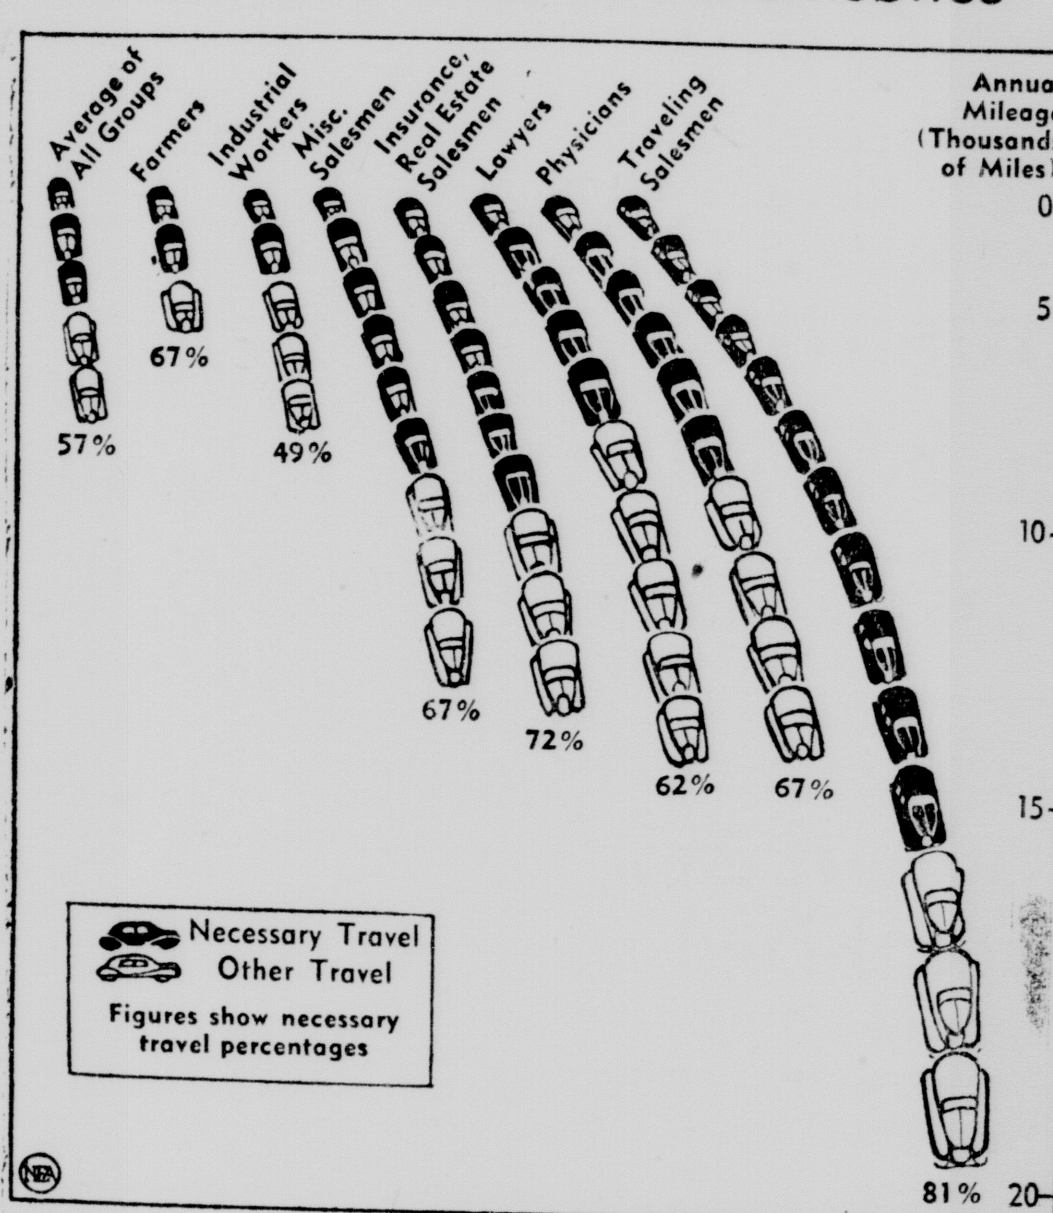 Average of
All Groups
Farmers
Industrial
Workers
Misc.
Salesmen
Insurance,
Real Estate
Salesmen
Lawyers
Physicians
Traveling
Salesmen
Annua
Mileage
(Thousands
of Miles)
0
5
10
15
20
67%
57%
49%
67%
72%
62%
67%
81%
Necessary Travel
Other Travel
Figures show necessary
travel percentages
NEA